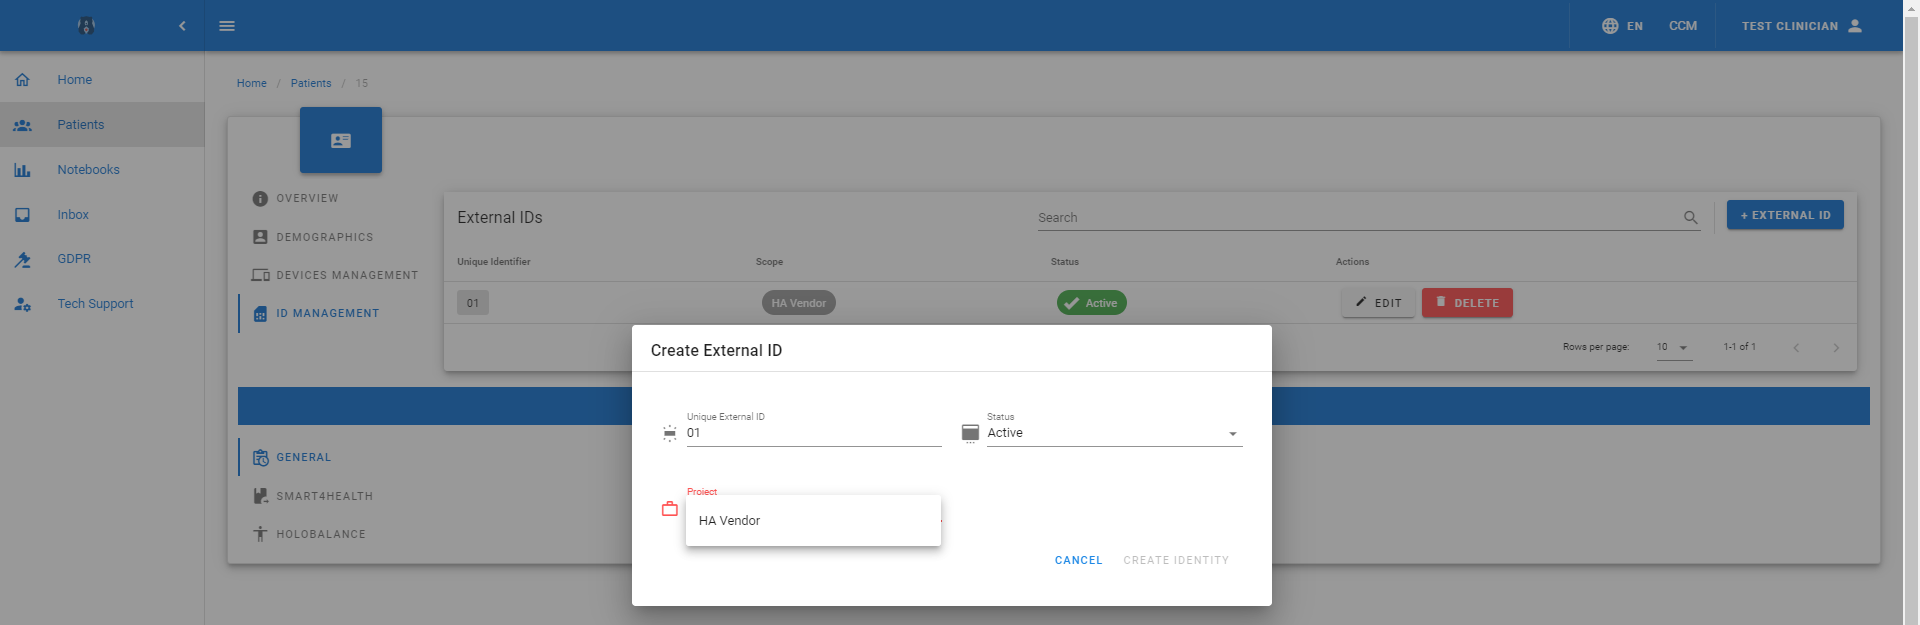 EN
CCM
TEST CLINICIAN
Home
Patients
Notebooks
Inbox
GDPR
Tech Support
Home / Patients / 15
OVERVIEW
DEMOGRAPHICS
DEVICES MANAGEMENT
ID MANAGEMENT
External IDs
Search
+ EXTERNAL ID
Unique Identifier Scope Status Actions
01 HA Vendor Active EDIT DELETE
Rows per page: 10 1-1 of 1
GENERAL
SMART4HEALTH
HOLOBALANCE
Create External ID
Unique External ID
01
Status
Active
Project
HA Vendor
CANCEL CREATE IDENTITY